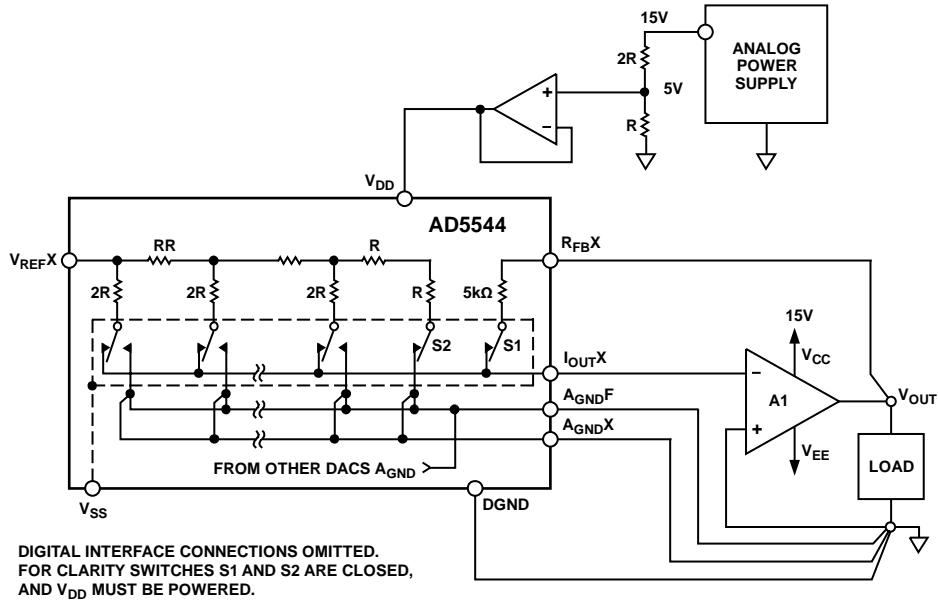 15V
ANALOG
POWER
SUPPLY
2R
5V
+
−
R
VDD
AD5544
VREFX
RR
R
RFBX
2R
2R
2R
R
5kΩ
S2
S1
IOUTX
15V
VCC
−
A1
+
VEE
VOUT
AGNDF
AGNDX
LOAD
FROM OTHER DACS AGND
VSS
DGND
DIGITAL INTERFACE CONNECTIONS OMITTED.
FOR CLARITY SWITCHES S1 AND S2 ARE CLOSED,
AND VDD MUST BE POWERED.